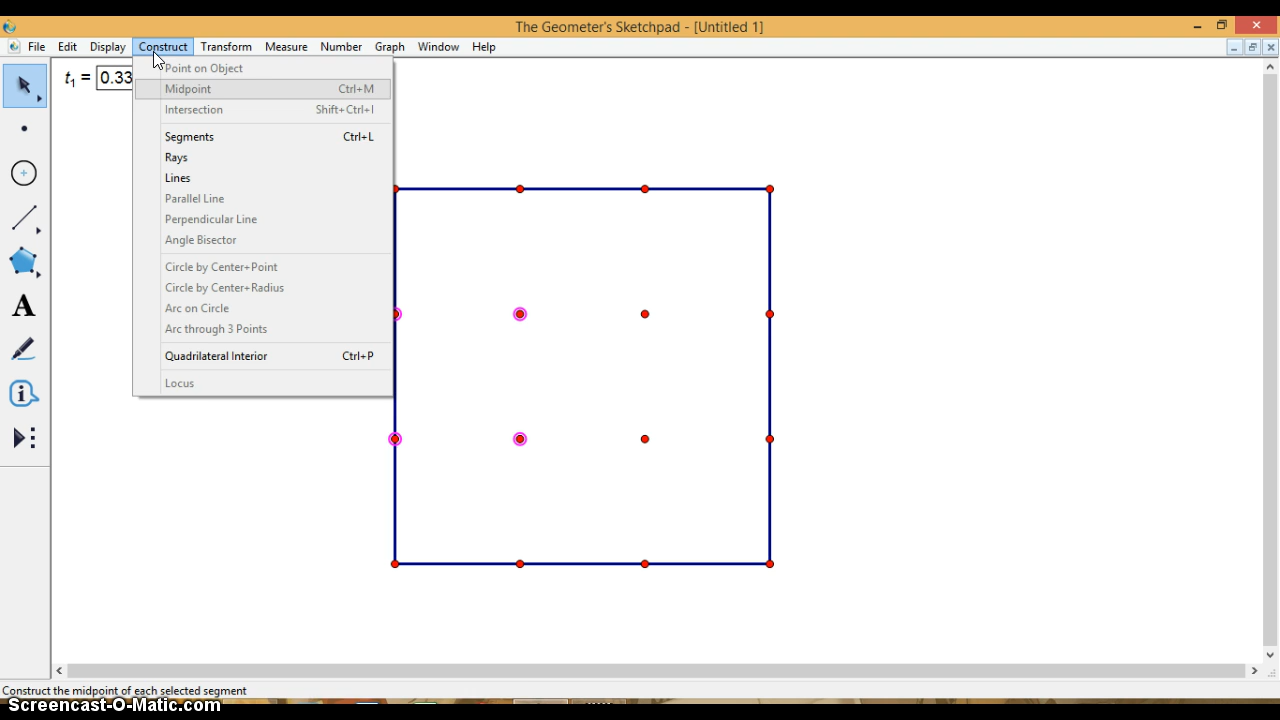 The Geometer's Sketchpad - [Untitled 1]
File Edit Display Construct Transform Measure Number Graph Window Help
t1 = 0.33
Point on Object
Midpoint Ctrl+M
Intersection Shift+Ctrl+I
Segments Ctrl+L
Rays
Lines
Parallel Line
Perpendicular Line
Angle Bisector
Circle by Center+Point
Circle by Center+Radius
Arc on Circle
Arc through 3 Points
Quadrilateral Interior Ctrl+P
Locus
A
Construct the midpoint of each selected segment
Screencast-O-Matic.com